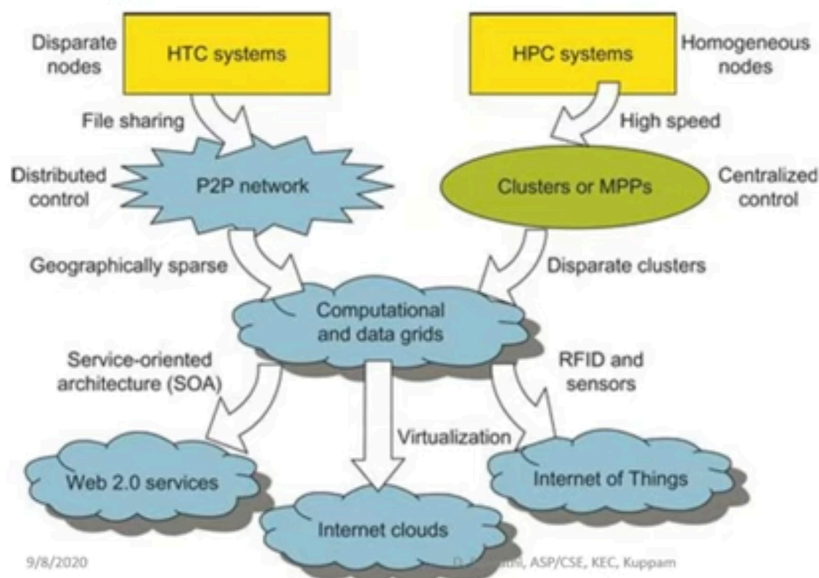 Disparate
nodes
HTC systems
HPC systems
Homogeneous
nodes
File sharing
High speed
Distributed
control
P2P network
Clusters or MPPs
Centralized
control
Geographically sparse
Disparate clusters
Computational
and data grids
Service-oriented
architecture (SOA)
RFID and
sensors
Virtualization
Web 2.0 services
Internet of Things
Internet clouds
9/8/2020
ASP/CSE, KEC, Kuppam